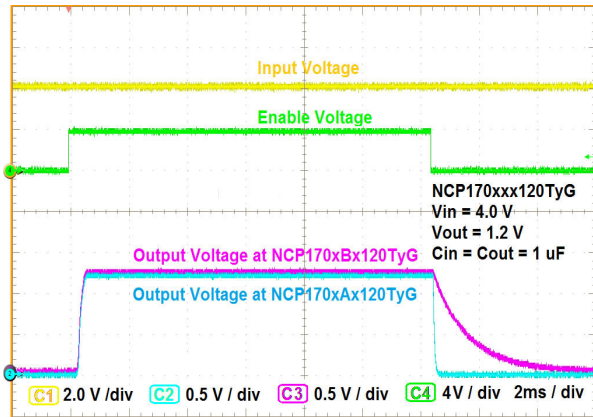 Input Voltage
Enable Voltage
NCP170xxx120TyG
Vin = 4.0 V
Vout = 1.2 V
Cin = Cout = 1 uF
Output Voltage at NCP170xBx120TyG
Output Voltage at NCP170xAx120TyG
C1 2.0 V /div C2 0.5 V / div C3 0.5 V / div C4 4V / div 2ms / div